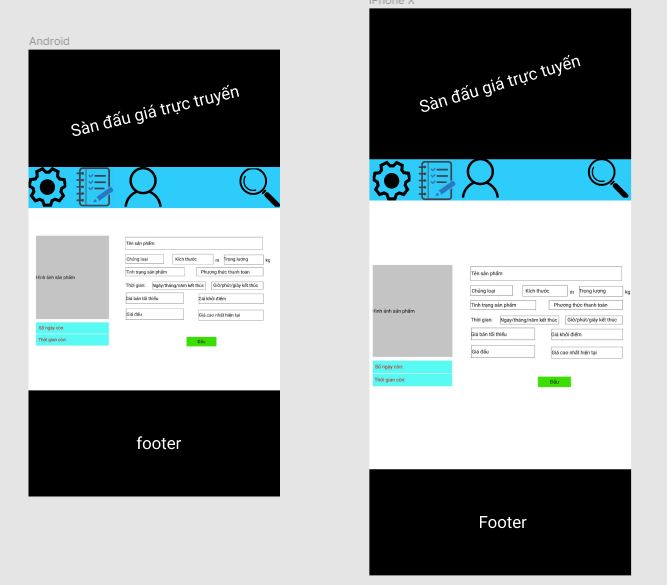 Android
Sàn đấu giá trực truyến
Tên sản phẩm
Chủng loại
Kích thước
m
Trọng lượng
kg
Hình ảnh sản phẩm
Tình trạng sản phẩm
Phương thức thanh toán
Thời gian:
Ngày/tháng/năm kết thúc
Giờ/phút/giây kết thúc
Giá bán tối thiểu
Giá khởi điểm
Giá đấu
Giá cao nhất hiện tại
Số ngày còn:
Thời gian còn:
Đấu
footer
iPhone X
Sàn đấu giá trực tuyến
Tên sản phẩm
Chủng loại
Kích thước
m
Trọng lượng
kg
Hình ảnh sản phẩm
Tình trạng sản phẩm
Phương thức thanh toán
Thời gian:
Ngày/tháng/năm kết thúc
Giờ/phút/giây kết thúc
Giá bán tối thiểu
Giá khởi điểm
Giá đấu
Giá cao nhất hiện tại
Số ngày còn:
Thời gian còn:
Đấu
Footer